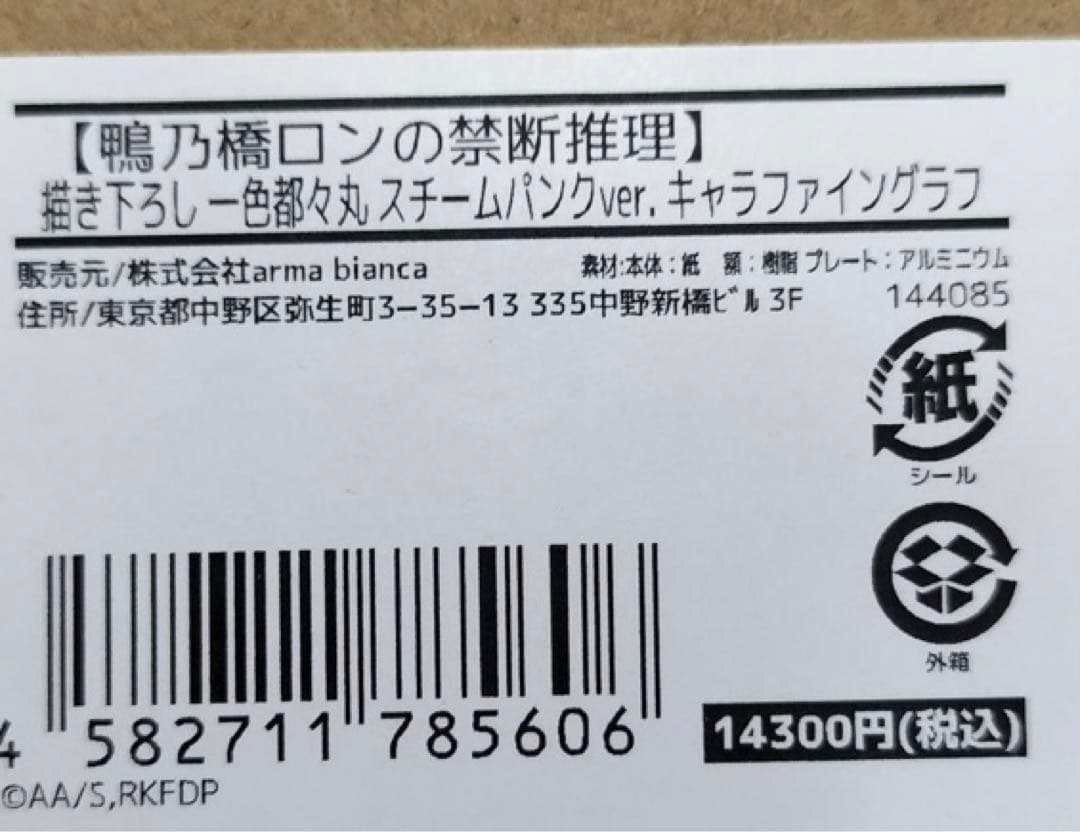 【鴨乃橋ロンの禁断推理】
描き下ろし 一色都々丸 スチームパンクver. キャラファイングラフ
販売元/株式会社arma bianca
素材:本体：紙　額：樹脂 プレート：アルミニウム
住所/東京都中野区弥生町3-35-13 335中野新橋ﾋﾞﾙ 3F
144085
紙
シール
外箱
4 582711 785606
14300円(税込)
©AA/S,RKFDP